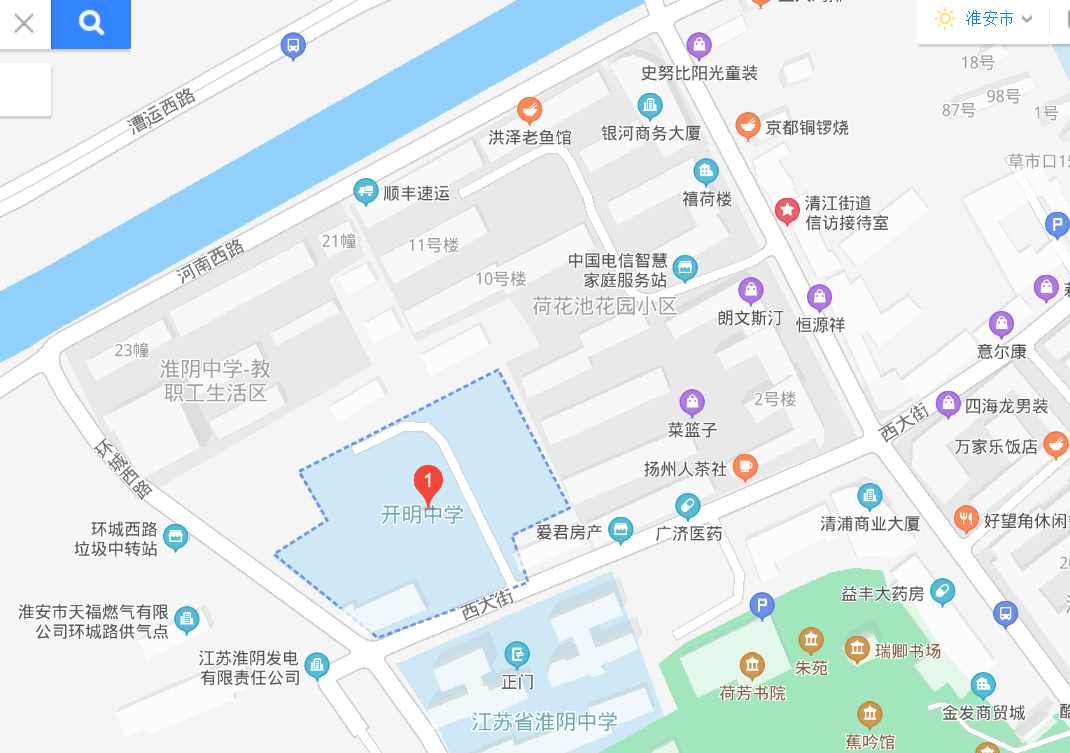 淮安市
史努比阳光童装
18号
98号
87号
1号
漕运西路
洪泽老鱼馆
银河商务大厦
京都铜锣烧
草市口15
顺丰速运
禧荷楼
清江街道
信访接待室
P
21幢
11号楼
河南西路
10号楼
中国电信智慧
家庭服务站
荷花池花园小区
朗文斯汀
恒源祥
意尔康
23幢
淮阴中学-教
职工生活区
2号楼
菜篮子
西大街
四海龙男装
万家乐饭店
环城西路
扬州人茶社
1
开明中学
爱君房产
广济医药
清浦商业大厦
好望角休闲
环城西路
垃圾中转站
西大街
P
益丰大药房
淮安市天福燃气有限
公司环城路供气点
江苏淮阴发电
有限责任公司
正门
朱苑
瑞卿书场
荷芳书院
江苏省淮阴中学
金发商贸城
蕉吟馆